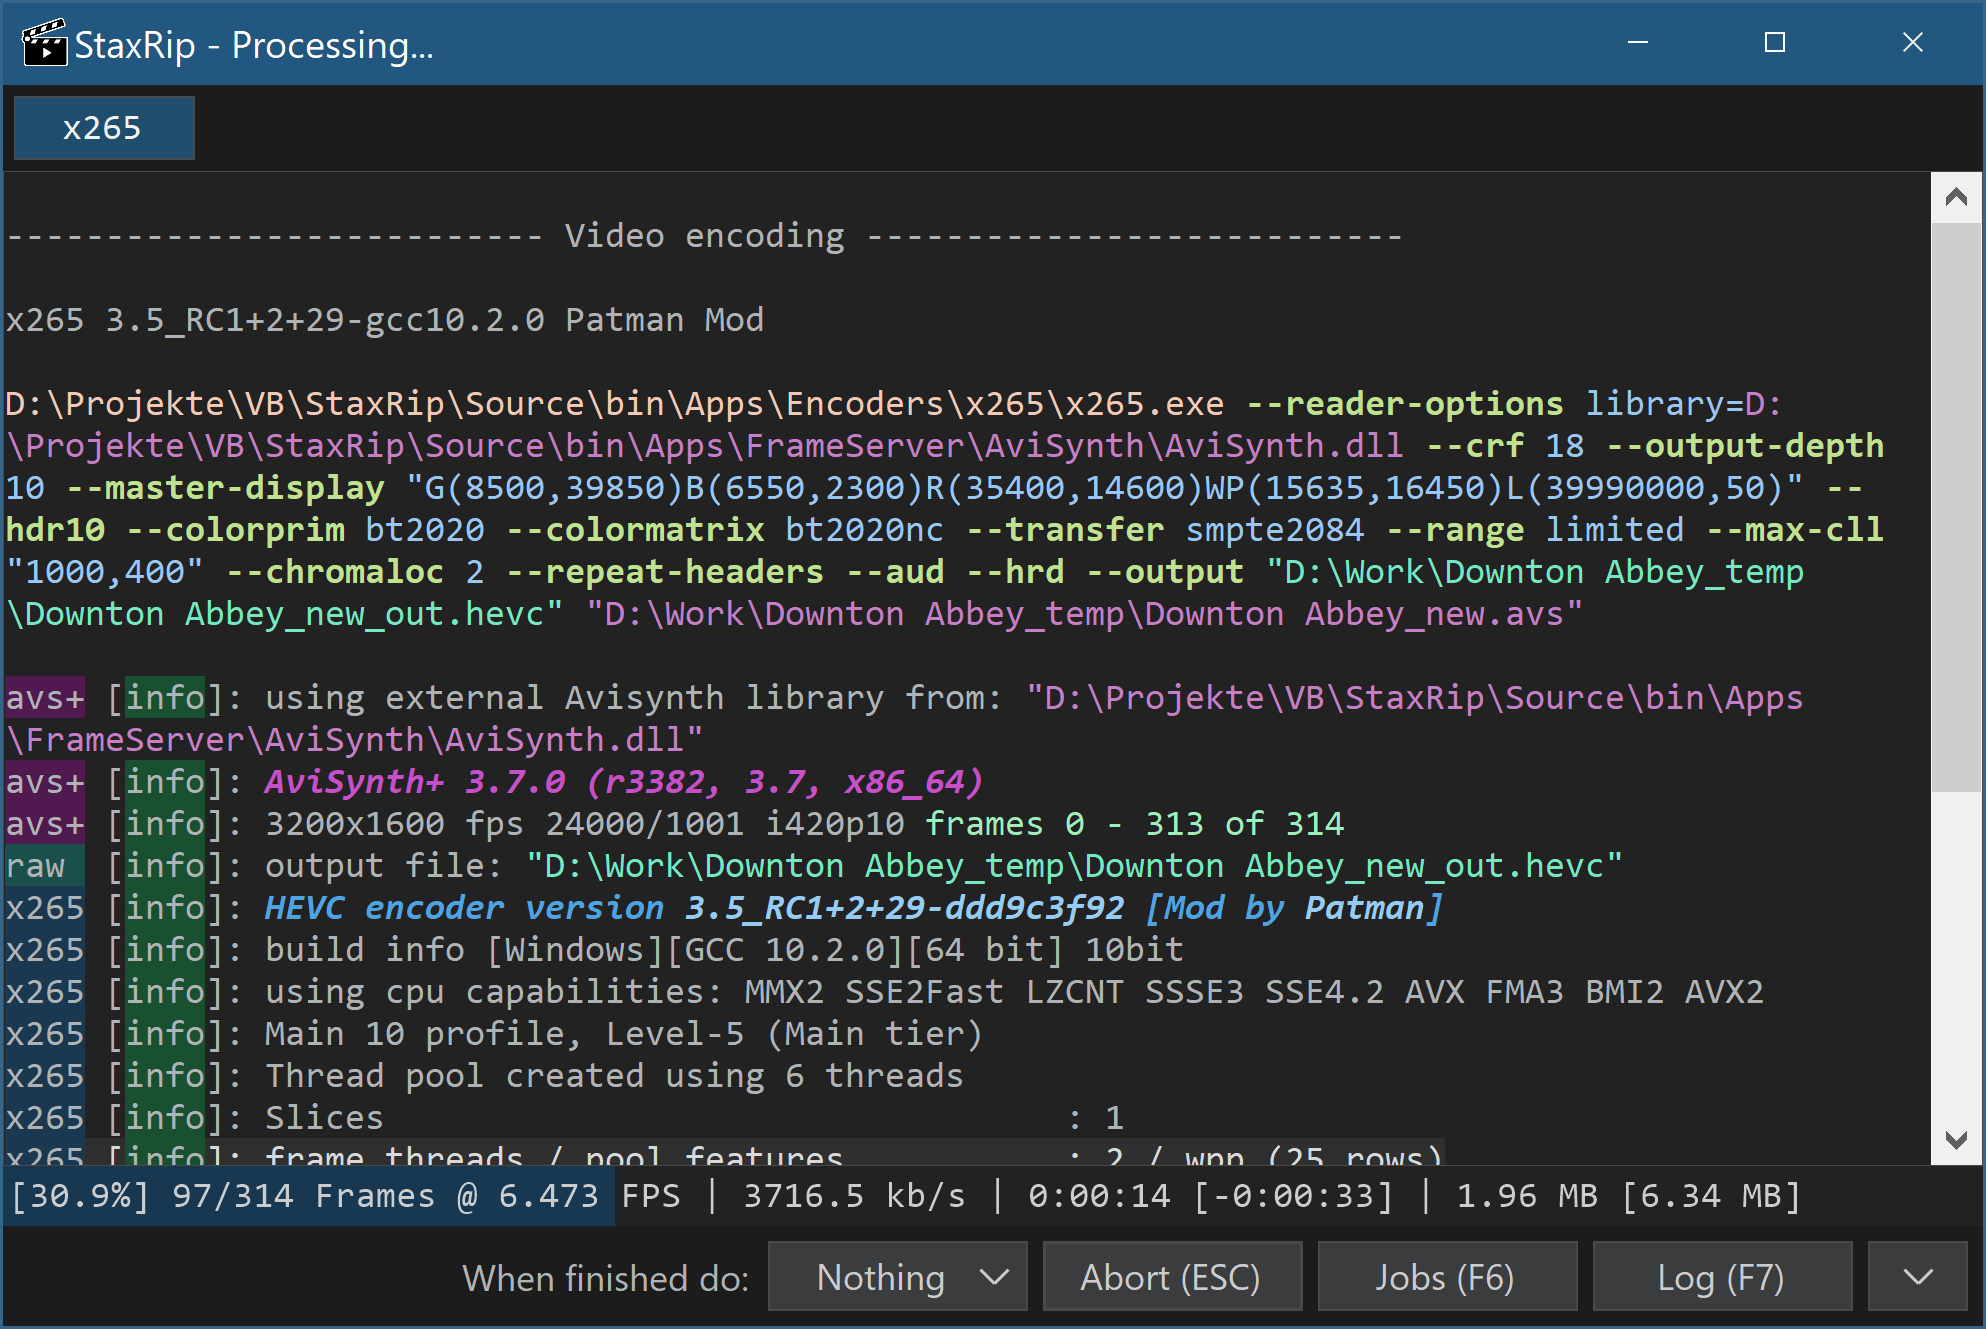 StaxRip - Processing...
x265
--------------------------- Video encoding ---------------------------
x265 3.5_RC1+2+29-gcc10.2.0 Patman Mod
D:\Projekte\VB\StaxRip\Source\bin\Apps\Encoders\x265\x265.exe --reader-options library=D:
\Projekte\VB\StaxRip\Source\bin\Apps\FrameServer\AviSynth\AviSynth.dll --crf 18 --output-depth
10 --master-display "G(8500,39850)B(6550,2300)R(35400,14600)WP(15635,16450)L(39990000,50)" --
hdr10 --colorprim bt2020 --colormatrix bt2020nc --transfer smpte2084 --range limited --max-cll
"1000,400" --chromaloc 2 --repeat-headers --aud --hrd --output "D:\Work\Downton Abbey_temp
\Downton Abbey_new_out.hevc" "D:\Work\Downton Abbey_temp\Downton Abbey_new.avs"
avs+ [info]: using external Avisynth library from: "D:\Projekte\VB\StaxRip\Source\bin\Apps
\FrameServer\AviSynth\AviSynth.dll"
avs+ [info]: AviSynth+ 3.7.0 (r3382, 3.7, x86_64)
avs+ [info]: 3200x1600 fps 24000/1001 i420p10 frames 0 - 313 of 314
raw  [info]: output file: "D:\Work\Downton Abbey_temp\Downton Abbey_new_out.hevc"
x265 [info]: HEVC encoder version 3.5_RC1+2+29-ddd9c3f92 [Mod by Patman]
x265 [info]: build info [Windows][GCC 10.2.0][64 bit] 10bit
x265 [info]: using cpu capabilities: MMX2 SSE2Fast LZCNT SSSE3 SSE4.2 AVX FMA3 BMI2 AVX2
x265 [info]: Main 10 profile, Level-5 (Main tier)
x265 [info]: Thread pool created using 6 threads
x265 [info]: Slices                                  : 1
x265 [info]: frame threads / pool features           : 2 / wpp (25 rows)
[30.9%] 97/314 Frames @ 6.473 FPS | 3716.5 kb/s | 0:00:14 [-0:00:33] | 1.96 MB [6.34 MB]
When finished do: Nothing Abort (ESC) Jobs (F6) Log (F7)